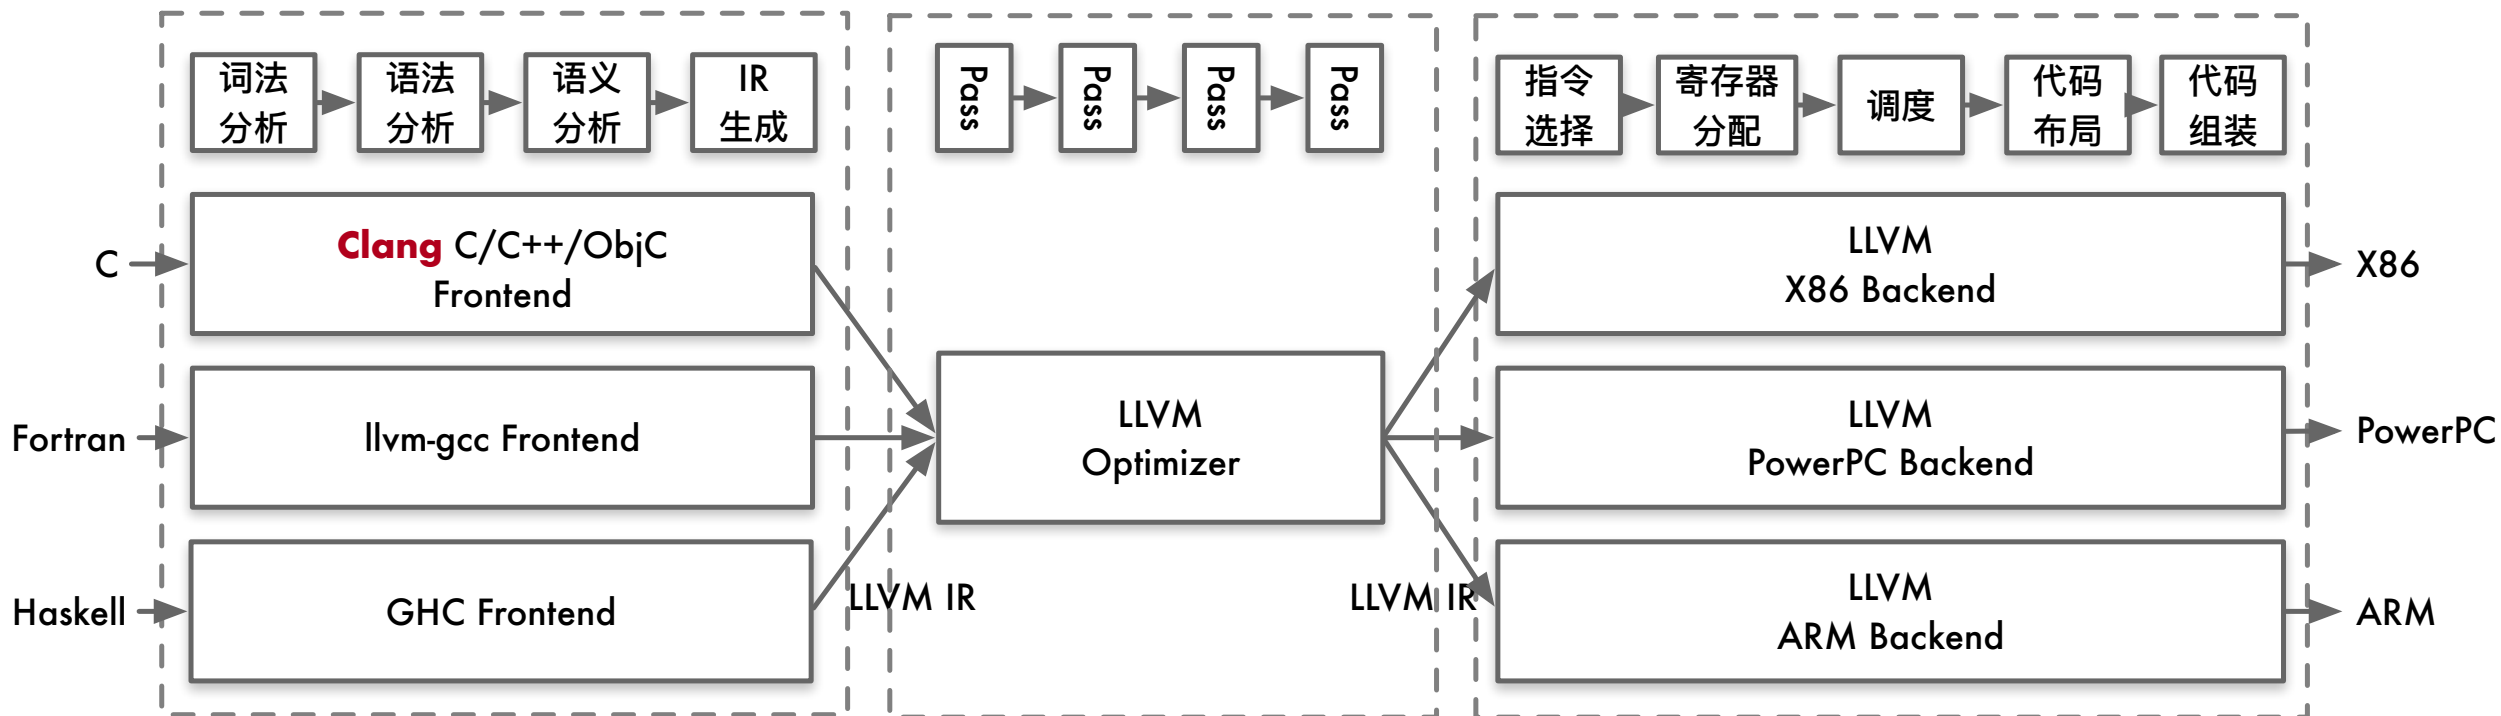 词法
分析
语法
分析
语义
分析
IR
生成
Pass
Pass
Pass
Pass
指令
选择
寄存器
分配
调度
代码
布局
代码
组装
C
Clang C/C++/ObjC
Frontend
Fortran
llvm-gcc Frontend
Haskell
GHC Frontend
LLVM IR
LLVM
Optimizer
LLVM IR
LLVM
X86 Backend
X86
LLVM
PowerPC Backend
PowerPC
LLVM
ARM Backend
ARM